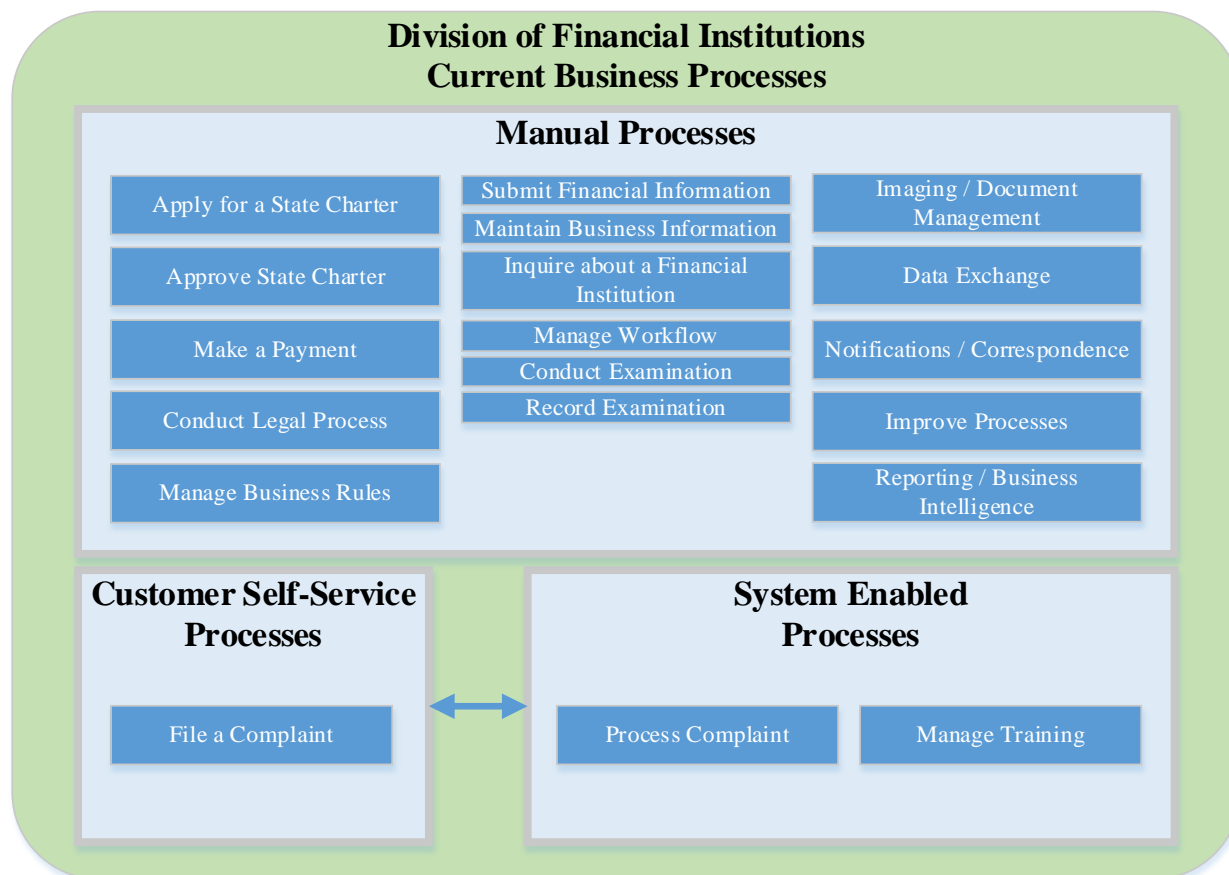 Division of Financial Institutions
Current Business Processes
Manual Processes
Apply for a State Charter
Approve State Charter
Make a Payment
Conduct Legal Process
Manage Business Rules
Submit Financial Information
Maintain Business Information
Inquire about a Financial
Institution
Manage Workflow
Conduct Examination
Record Examination
Imaging / Document
Management
Data Exchange
Notifications / Correspondence
Improve Processes
Reporting / Business
Intelligence
Customer Self-Service
Processes
File a Complaint
System Enabled
Processes
Process Complaint
Manage Training